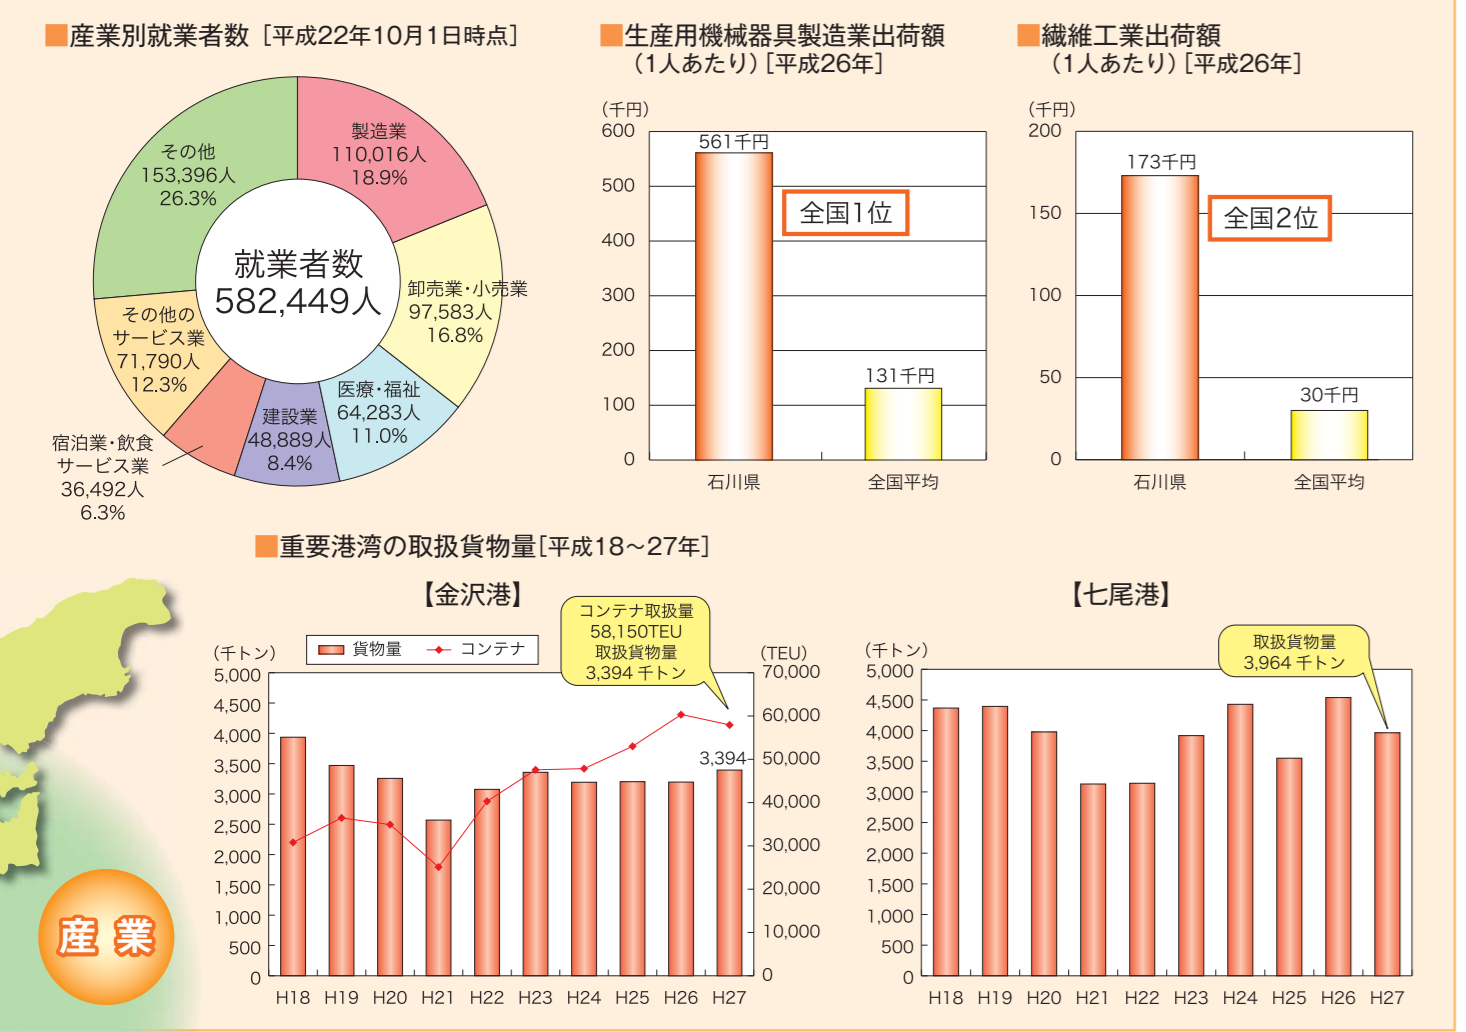 ■産業別就業者数［平成22年10月1日時点］
製造業
110,016人
18.9%
卸売業・小売業
97,583人
16.8%
医療・福祉
64,283人
11.0%
建設業
48,889人
8.4%
宿泊業・飲食
サービス業
36,492人
6.3%
その他の
サービス業
71,790人
12.3%
その他
153,396人
26.3%
就業者数
582,449人
■生産用機械器具製造業出荷額
（1人あたり）［平成26年］
（千円）
600
500
400
300
200
100
0
561千円
全国1位
131千円
石川県
全国平均
■繊維工業出荷額
（1人あたり）［平成26年］
（千円）
200
150
100
50
0
173千円
全国2位
30千円
石川県
全国平均
■重要港湾の取扱貨物量［平成18～27年］
【金沢港】
コンテナ取扱量
58,150TEU
取扱貨物量
3,394千トン
貨物量 コンテナ
（千トン）
5,000
4,500
4,000
3,500
3,000
2,500
2,000
1,500
1,000
500
0
（TEU）
70,000
60,000
50,000
40,000
30,000
20,000
10,000
0
3,394
H18 H19 H20 H21 H22 H23 H24 H25 H26 H27
【七尾港】
取扱貨物量
3,964千トン
（千トン）
5,000
4,500
4,000
3,500
3,000
2,500
2,000
1,500
1,000
500
0
H18 H19 H20 H21 H22 H23 H24 H25 H26 H27
産業